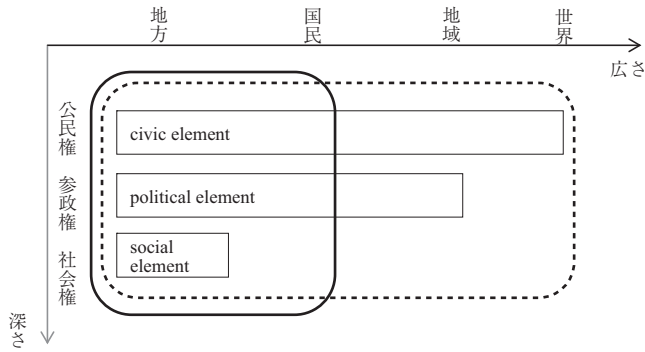 地方
国民
地域
世界
広さ
公民権
civic element
参政権
political element
社会権
social
element
深さ